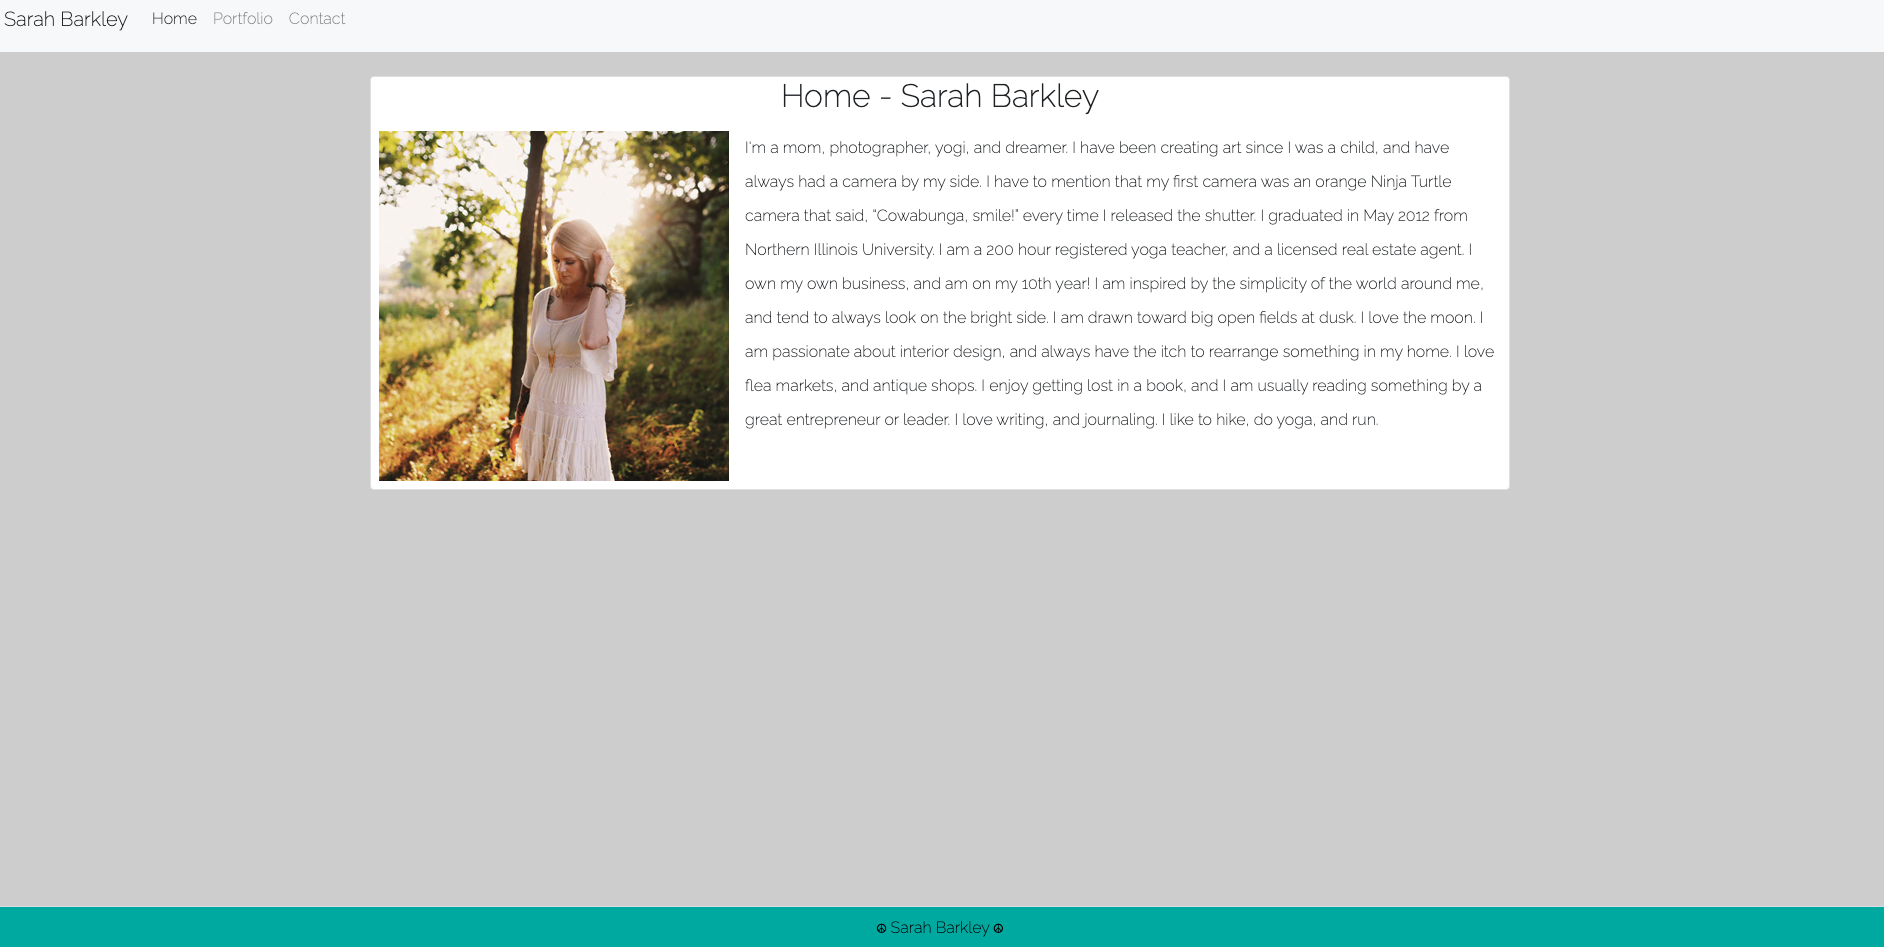 Sarah Barkley Home Portfolio Contact
Home - Sarah Barkley
I'm a mom, photographer, yogi, and dreamer. I have been creating art since I was a child, and have
always had a camera by my side. I have to mention that my first camera was an orange Ninja Turtle
camera that said, “Cowabunga, smile!” every time I released the shutter. I graduated in May 2012 from
Northern Illinois University. I am a 200 hour registered yoga teacher, and a licensed real estate agent. I
own my own business, and am on my 10th year! I am inspired by the simplicity of the world around me,
and tend to always look on the bright side. I am drawn toward big open fields at dusk. I love the moon. I
am passionate about interior design, and always have the itch to rearrange something in my home. I love
flea markets, and antique shops. I enjoy getting lost in a book, and I am usually reading something by a
great entrepreneur or leader. I love writing, and journaling. I like to hike, do yoga, and run.
☮ Sarah Barkley ☮